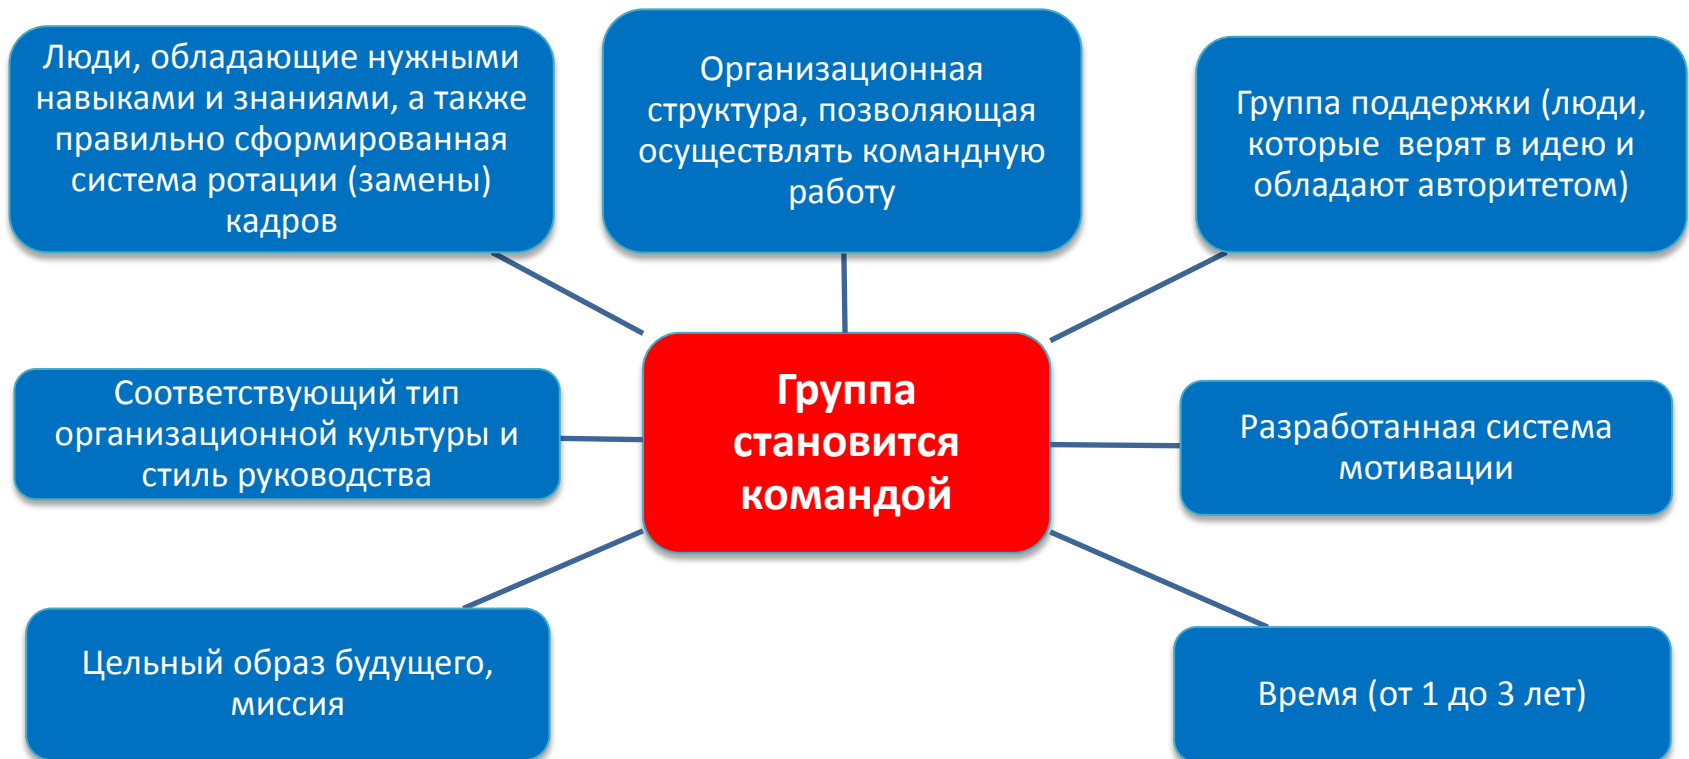 Люди, обладающие нужными
навыками и знаниями, а также
правильно сформированная
система ротации (замены)
кадров
Организационная
структура, позволяющая
осуществлять командную
работу
Группа поддержки (люди,
которые верят в идею и
обладают авторитетом)
Соответствующий тип
организационной культуры и
стиль руководства
Группа
становится
командой
Разработанная система
мотивации
Цельный образ будущего,
миссия
Время (от 1 до 3 лет)